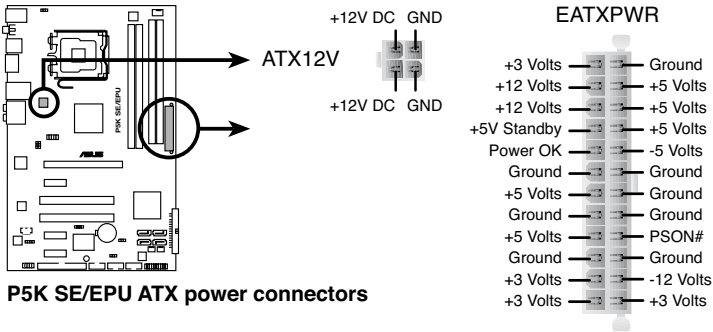 +12V DC GND
EATXPWR
ATX12V
+12V DC GND
+3 Volts Ground
+12 Volts +5 Volts
+12 Volts +5 Volts
+5V Standby +5 Volts
Power OK -5 Volts
Ground Ground
+5 Volts Ground
Ground Ground
+5 Volts PSON#
Ground Ground
+3 Volts -12 Volts
+3 Volts +3 Volts
P5K SE/EPU
/ISUS
P5K SE/EPU ATX power connectors